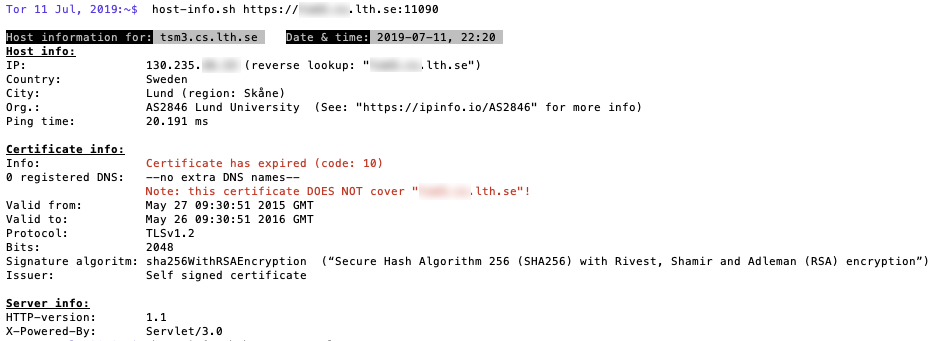 Tor 11 Jul, 2019:~$ host-info.sh https://.lth.se:11090
Host information for: tsm3.cs.lth.se Date & time: 2019-07-11, 22:20
Host info:
IP: 130.235. (reverse lookup: ".lth.se")
Country: Sweden
City: Lund (region: Skåne)
Org.: AS2846 Lund University (See: "https://ipinfo.io/AS2846" for more info)
Ping time: 20.191 ms
Certificate info:
Info: Certificate has expired (code: 10)
0 registered DNS: --no extra DNS names--
Note: this certificate DOES NOT cover ".lth.se"!
Valid from: May 27 09:30:51 2015 GMT
Valid to: May 26 09:30:51 2016 GMT
Protocol: TLSv1.2
Bits: 2048
Signature algoritm: sha256WithRSAEncryption (“Secure Hash Algorithm 256 (SHA256) with Rivest, Shamir and Adleman (RSA) encryption”)
Issuer: Self signed certificate
Server info:
HTTP-version: 1.1
X-Powered-By: Servlet/3.0